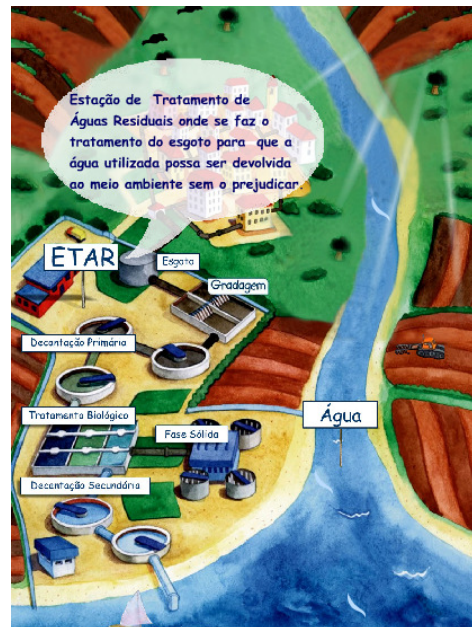 Estação de Tratamento de
Águas Residuais onde se faz o
tratamento do esgoto para que a
água utilizada possa ser devolvida
ao meio ambiente sem o prejudicar.
ETAR
Esgoto
Gradagem
Decantação Primária
Tratamento Biológico
Fase Sólida
Água
Decantação Secundária